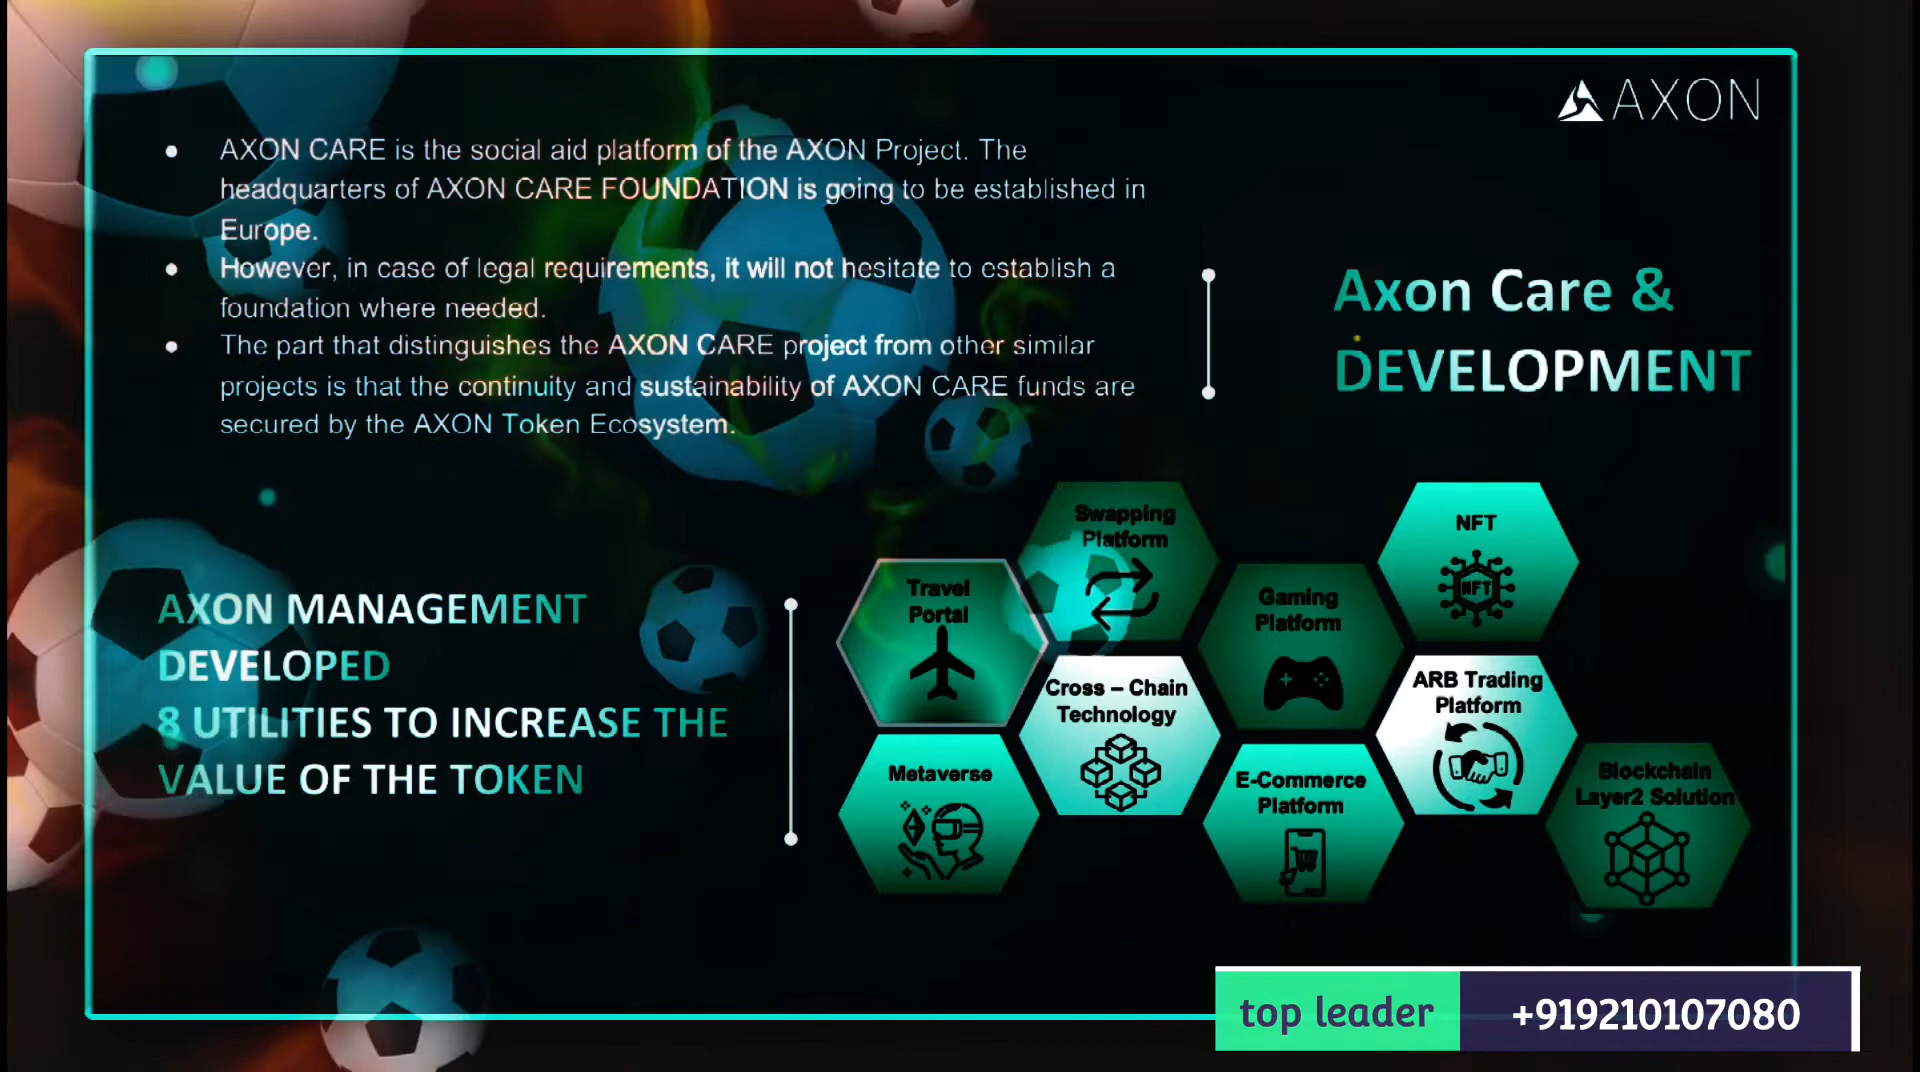 AXON
AXON CARE is the social aid platform of the AXON Project. The
headquarters of AXON CARE FOUNDATION is going to be established in
Europe.
However, in case of legal requirements, it will not hesitate to establish a
foundation where needed.
The part that distinguishes the AXON CARE project from other similar
projects is that the continuity and sustainability of AXON CARE funds are
secured by the AXON Token Ecosystem.
Axon Care &
DEVELOPMENT
AXON MANAGEMENT
DEVELOPED
8 UTILITIES TO INCREASE THE
VALUE OF THE TOKEN
Swapping
Platform
NFT
NFT
Travel
Portal
Gaming
Platform
Cross – Chain
Technology
ARB Trading
Platform
Metaverse
E-Commerce
Platform
Blockchain
Layer2 Solution
top leader
+919210107080